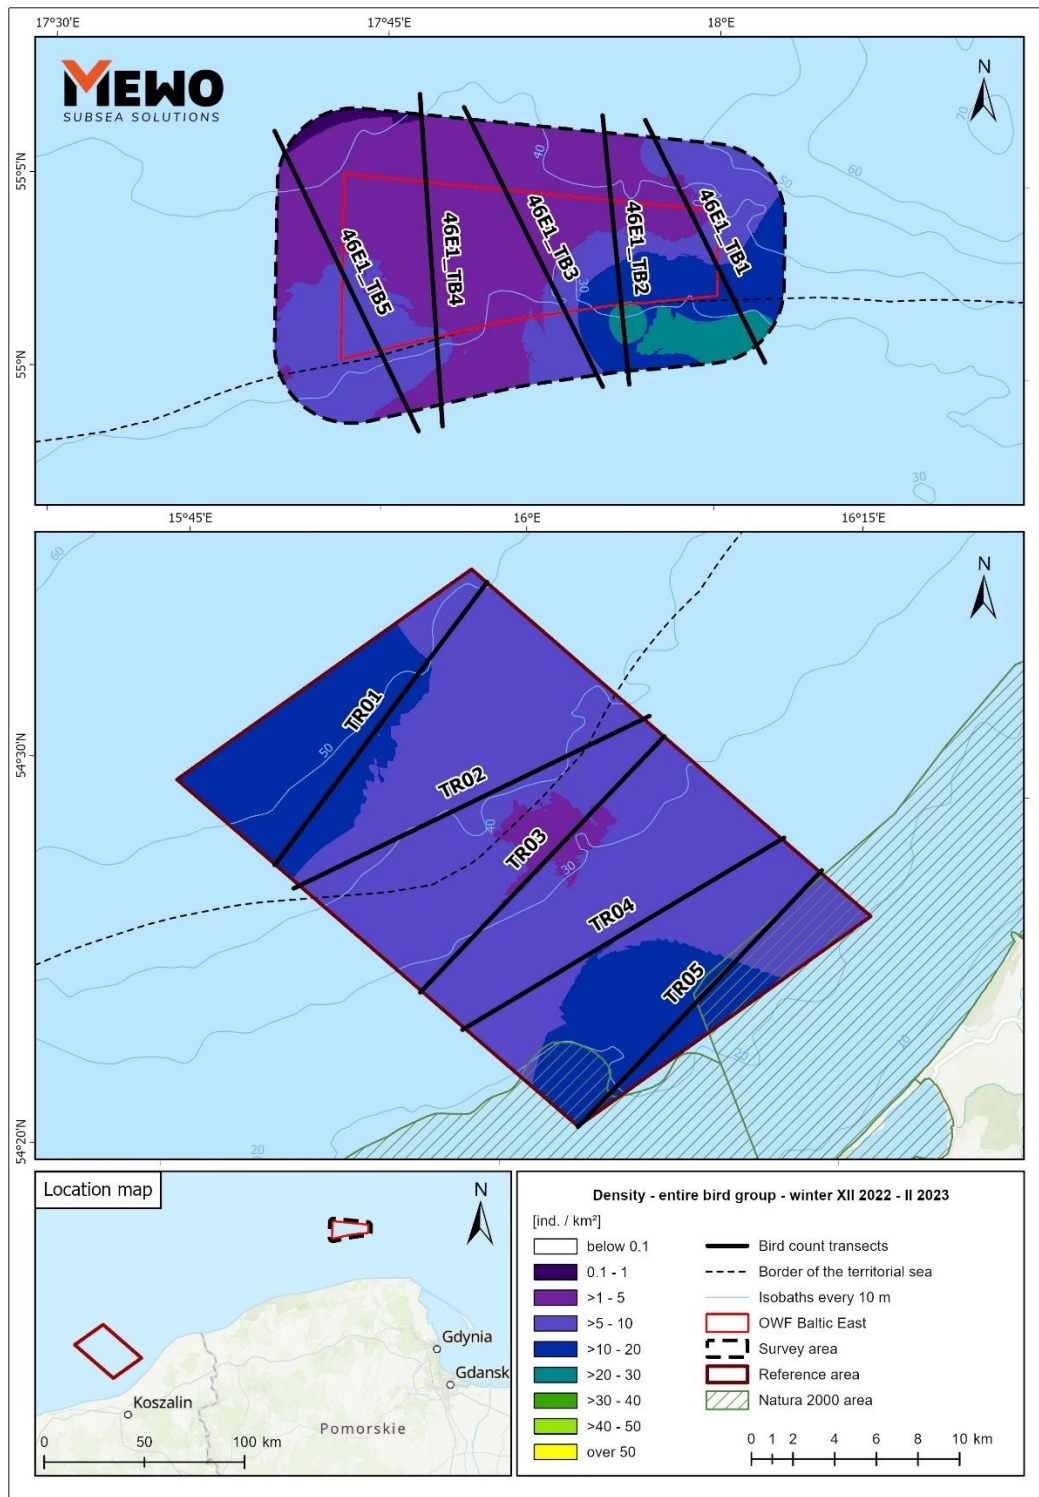 17°30'E 17°45'E 18°E
MEWO
SUBSEA SOLUTIONS
N
55°5'N
55°N
70
60
50
40
30
30
46E1_TB5
46E1_TB4
46E1_TB3
46E1_TB2
46E1_TB1
15°45'E 16°E 16°15'E
N
60
54°30'N
54°20'N
50
40
30
20
20
10
TR01
TR02
TR03
TR04
TR05
Location map
N
Gdynia
Gdansk
Koszalin
Pomorskie
0 50 100 km
Density - entire bird group - winter XII 2022 - II 2023
[ind. / km²]
below 0.1
0.1 - 1
>1 - 5
>5 - 10
>10 - 20
>20 - 30
>30 - 40
>40 - 50
over 50
Bird count transects
Border of the territorial sea
Isobaths every 10 m
OWF Baltic East
Survey area
Reference area
Natura 2000 area
0 1 2 4 6 8 10 km